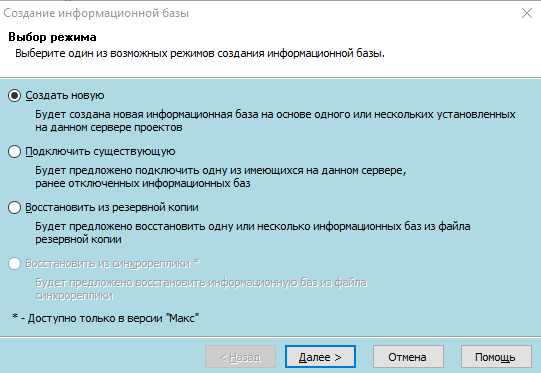 Создание информационной базы
Выбор режима
Выберите один из возможных режимов создания информационной базы.
Создать новую
Будет создана новая информационная база на основе одного или нескольких установленных
на данном сервере проектов
Подключить существующую
Будет предложено подключить одну из имеющихся на данном сервере,
ранее отключенных информационных баз
Восстановить из резервной копии
Будет предложено восстановить одну или несколько информационных баз из файла
резервной копии
Восстановить из синхрореплики *
Будет предложено восстановить информационную баз из файла
синхрореплики
* - Доступно только в версии "Макс"
< Назад
Далее >
Отмена
Помощь